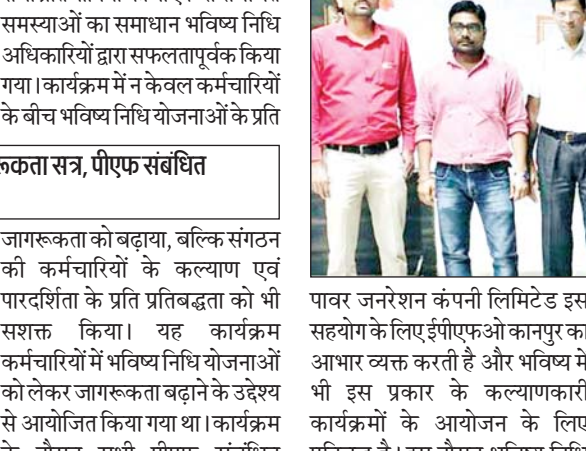 समस्याओं का समाधान भविष्य निधि
अधिकारियों द्वारा सफलतापूर्वक किया
गया।कार्यक्रम में न केवल कर्मचारियों
के बीच भविष्य निधि योजनाओं के प्रति
सत्र, पीएफ संबंधित
जागरूकता को बढ़ाया, बल्कि संगठन
की कर्मचारियों के कल्याण एवं
पारदर्शिता के प्रति प्रतिबद्धता को भी
सशक्त किया। यह कार्यक्रम
कर्मचारियों में भविष्य निधि योजनाओं
को लेकर जागरूकता बढ़ाने के उद्देश्य
से आयोजित किया गया था।कार्यक्रम
पावर जनरेशन कंपनी लिमिटेड इस
सहयोग के लिए ईपीएफओ कानपुर का
आभार व्यक्त करती है और भविष्य में
भी इस प्रकार के कल्याणकारी
कार्यक्रमों के आयोजन के लिए